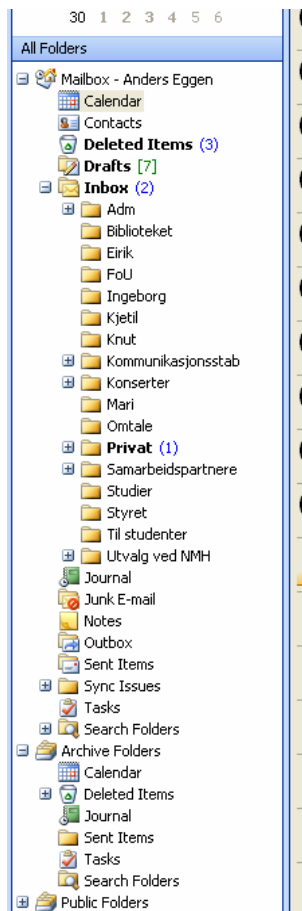 30 1 2 3 4 5 6
All Folders
Mailbox - Anders Eggen
Calendar
Contacts
Deleted Items (3)
Drafts [7]
Inbox (2)
Adm
Biblioteket
Eirik
FoU
Ingeborg
Kjetil
Knut
Kommunikasjonsstab
Konserter
Mari
Omtale
Privat (1)
Samarbeidspartnere
Studier
Styret
Til studenter
Utvalg ved NMH
Journal
Junk E-mail
Notes
Outbox
Sent Items
Sync Issues
Tasks
Search Folders
Archive Folders
Calendar
Deleted Items
Journal
Sent Items
Tasks
Search Folders
Public Folders